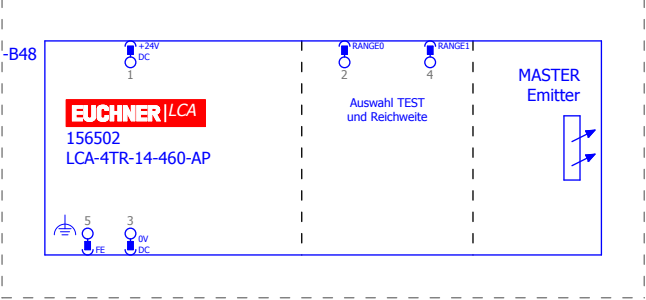 -B48
+24V
DC
1
RANGE0
2
RANGE1
4
MASTER
Emitter
EUCHNER|LCA
156502
LCA-4TR-14-460-AP
Auswahl TEST
und Reichweite
5
FE
3
0V
DC